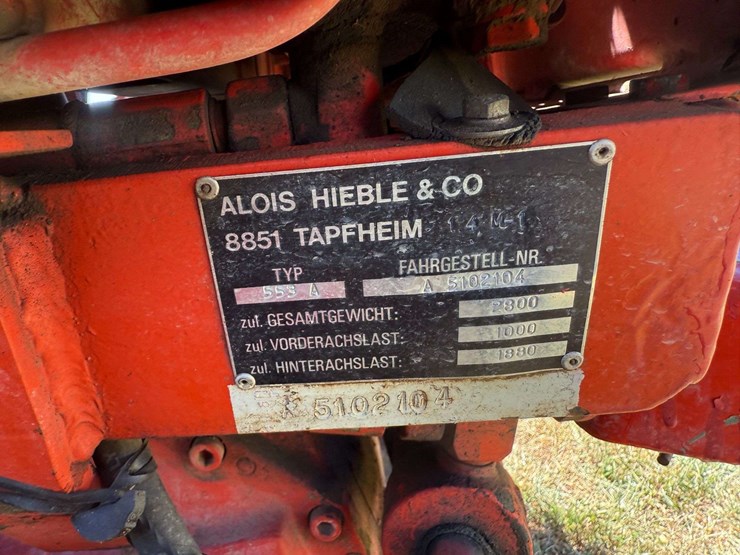 ALOIS HIEBLE & CO
8851 TAPFHEIM
TYP FAHRGESTELL-NR.
553 A A 5102104
zul. GESAMTGEWICHT: 2800
zul. VORDERACHSLAST: 1000
zul. HINTERACHSLAST: 1880
5102104